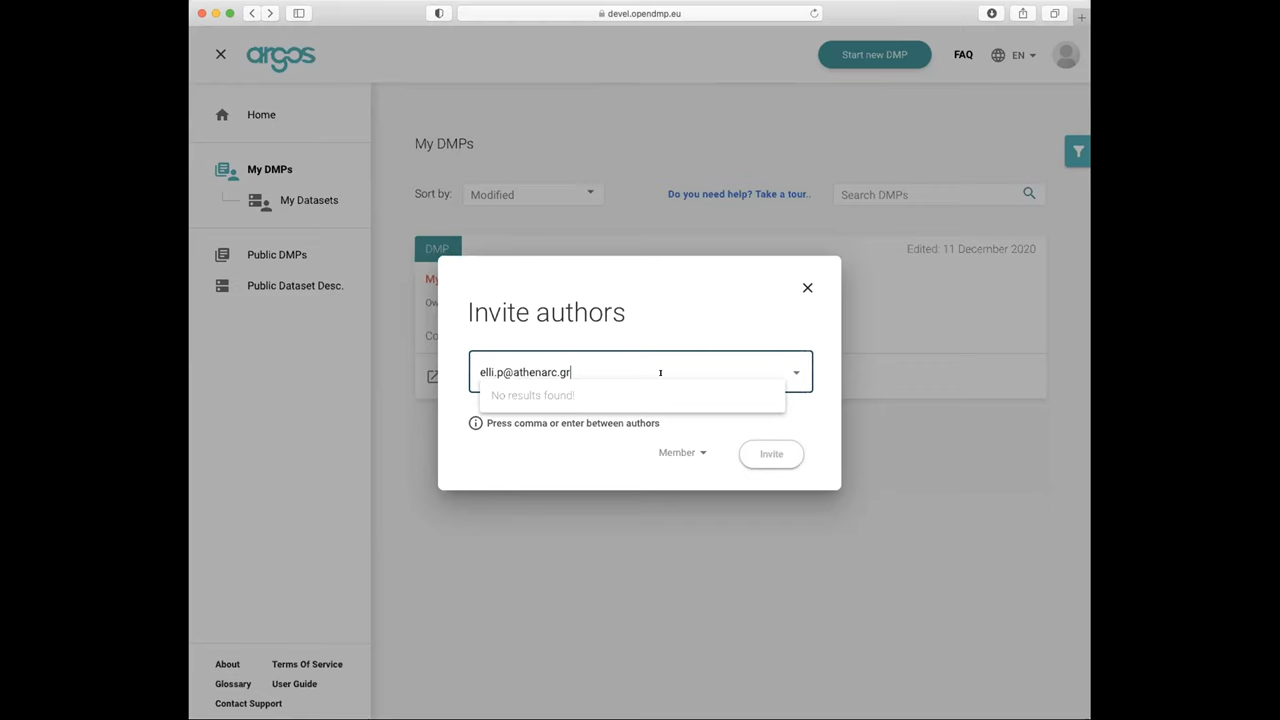 devel.opendmp.eu
argos
Start new DMP
FAQ
EN
Home
My DMPs
My Datasets
Public DMPs
Public Dataset Desc.
My DMPs
Sort by:
Modified
Do you need help? Take a tour..
Search DMPs
DMP
Edited: 11 December 2020
My
Ow
Co
Invite authors
elli.p@athenarc.gr
No results found!
Press comma or enter between authors
Member
Invite
About
Terms Of Service
Glossary
User Guide
Contact Support